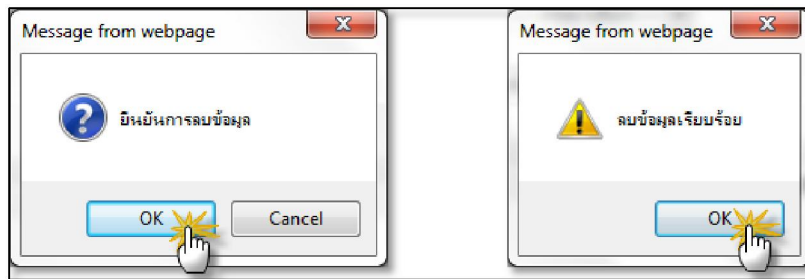 Message from webpage
ยืนยันการลบข้อมูล
OK
Cancel
Message from webpage
ลบข้อมูลเรียบร้อย
OK